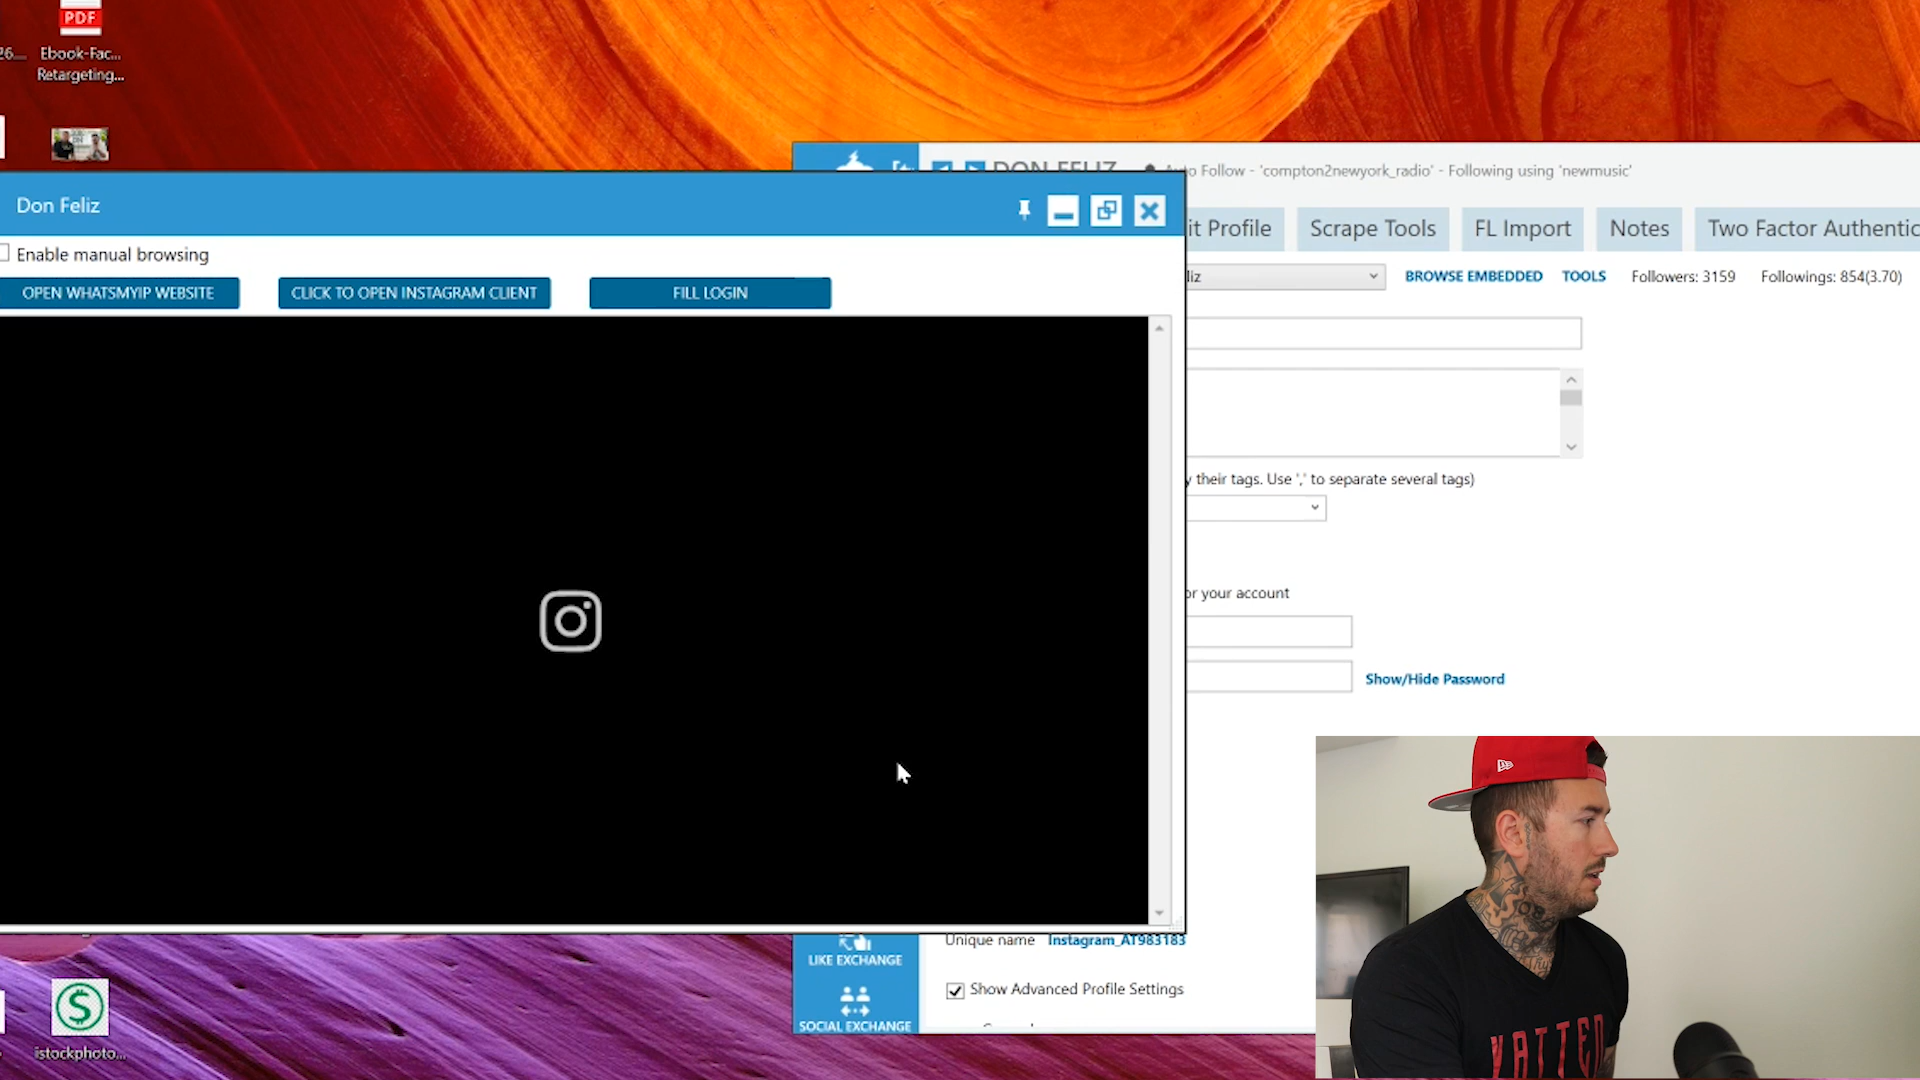 PDF
Ebook-Fac...
Retargeting...
DON FELIZ
Follow - 'compton2newyork_radio' - Following using 'newmusic'
Don Feliz
it Profile
Scrape Tools
FL Import
Notes
Two Factor Authentic
Enable manual browsing
OPEN WHATSMYIP WEBSITE
CLICK TO OPEN INSTAGRAM CLIENT
FILL LOGIN
liz
BROWSE EMBEDDED
TOOLS
Followers: 3159
Followings: 854(3.70)
y their tags. Use ',' to separate several tags)
or your account
Show/Hide Password
Unique name Instagram_AT983183
LIKE EXCHANGE
Show Advanced Profile Settings
SOCIAL EXCHANGE
istockphoto...